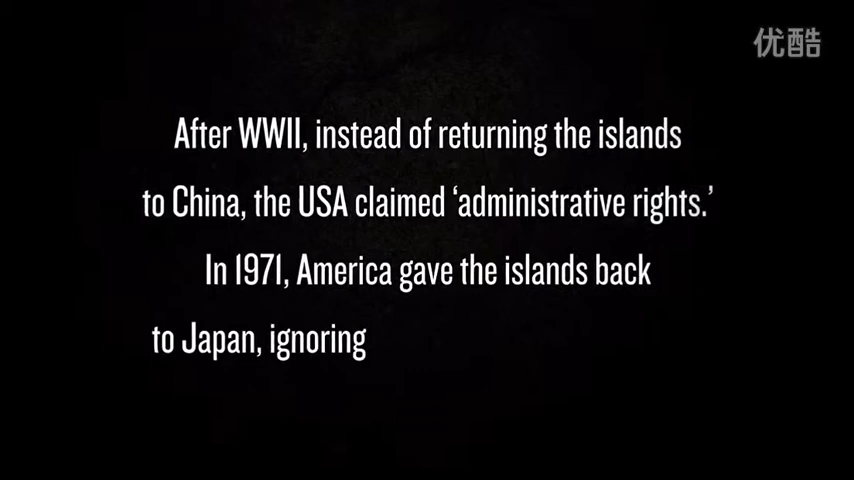 优酷
After WWII, instead of returning the islands
to China, the USA claimed ‘administrative rights.’
In 1971, America gave the islands back
to Japan, ignoring